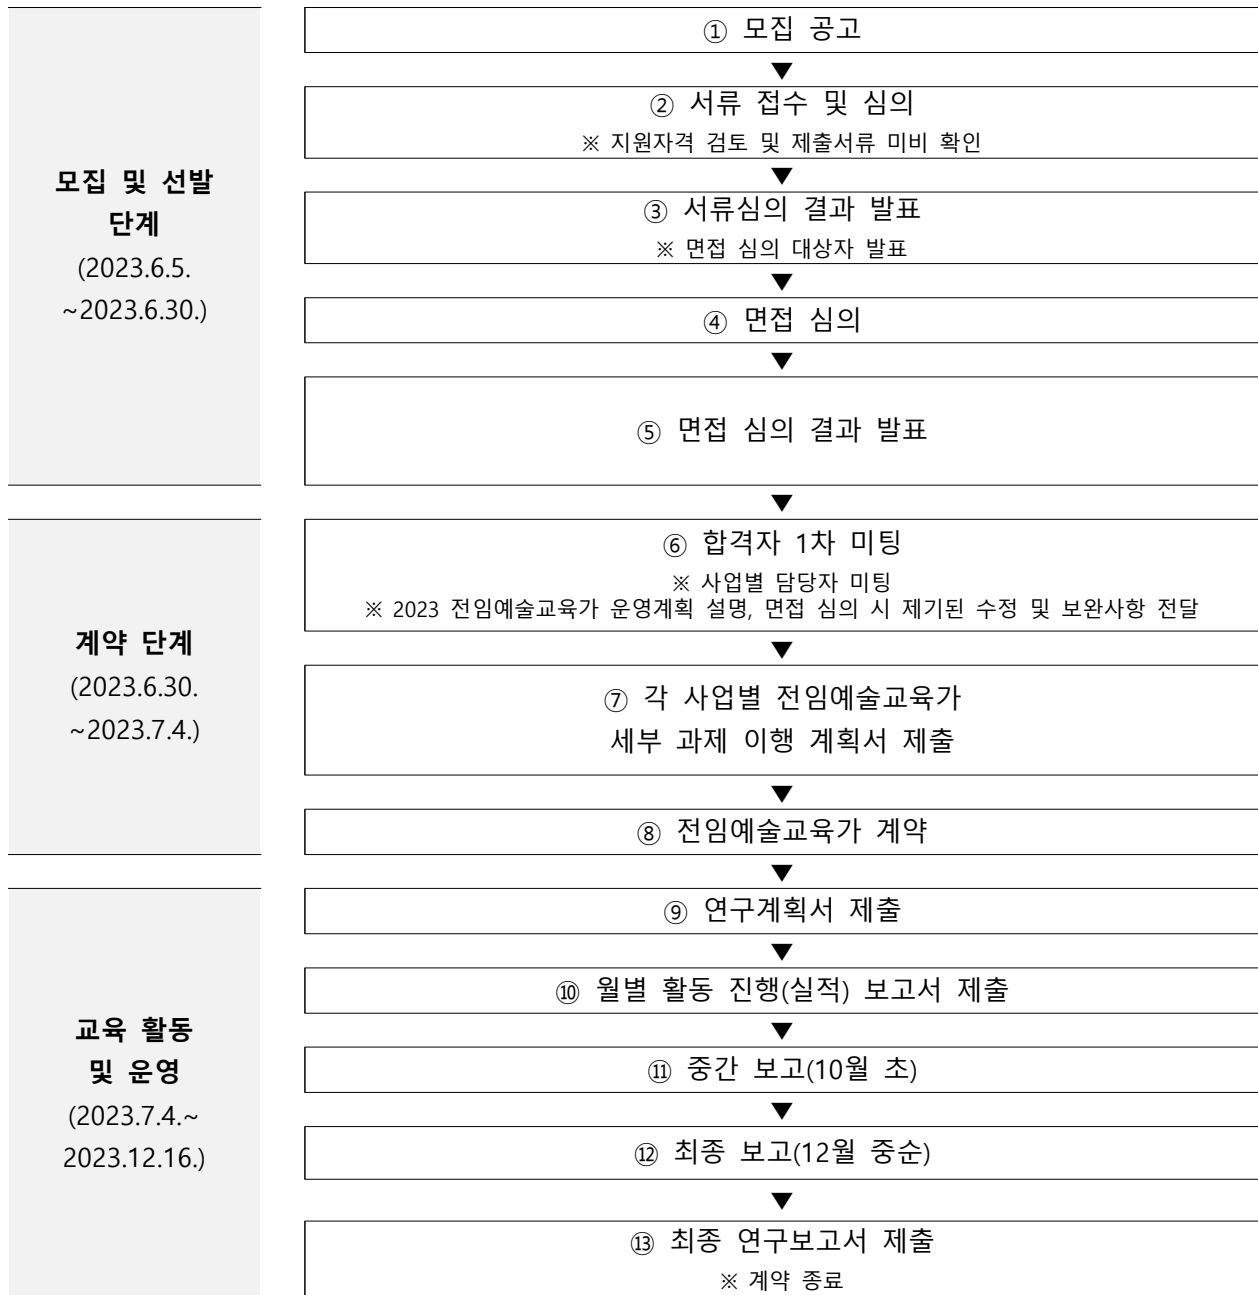 모집 및 선발
단계
(2023.6.5.
~2023.6.30.)
① 모집 공고
▼
② 서류 접수 및 심의
※ 지원자격 검토 및 제출서류 미비 확인
▼
③ 서류심의 결과 발표
※ 면접 심의 대상자 발표
▼
④ 면접 심의
▼
⑤ 면접 심의 결과 발표
▼
계약 단계
(2023.6.30.
~2023.7.4.)
⑥ 합격자 1차 미팅
※ 사업별 담당자 미팅
※ 2023 전임예술교육가 운영계획 설명, 면접 심의 시 제기된 수정 및 보완사항 전달
▼
⑦ 각 사업별 전임예술교육가
세부 과제 이행 계획서 제출
▼
⑧ 전임예술교육가 계약
▼
교육 활동
및 운영
(2023.7.4.~
2023.12.16.)
⑨ 연구계획서 제출
▼
⑩ 월별 활동 진행(실적) 보고서 제출
▼
⑪ 중간 보고(10월 초)
▼
⑫ 최종 보고(12월 중순)
▼
⑬ 최종 연구보고서 제출
※ 계약 종료